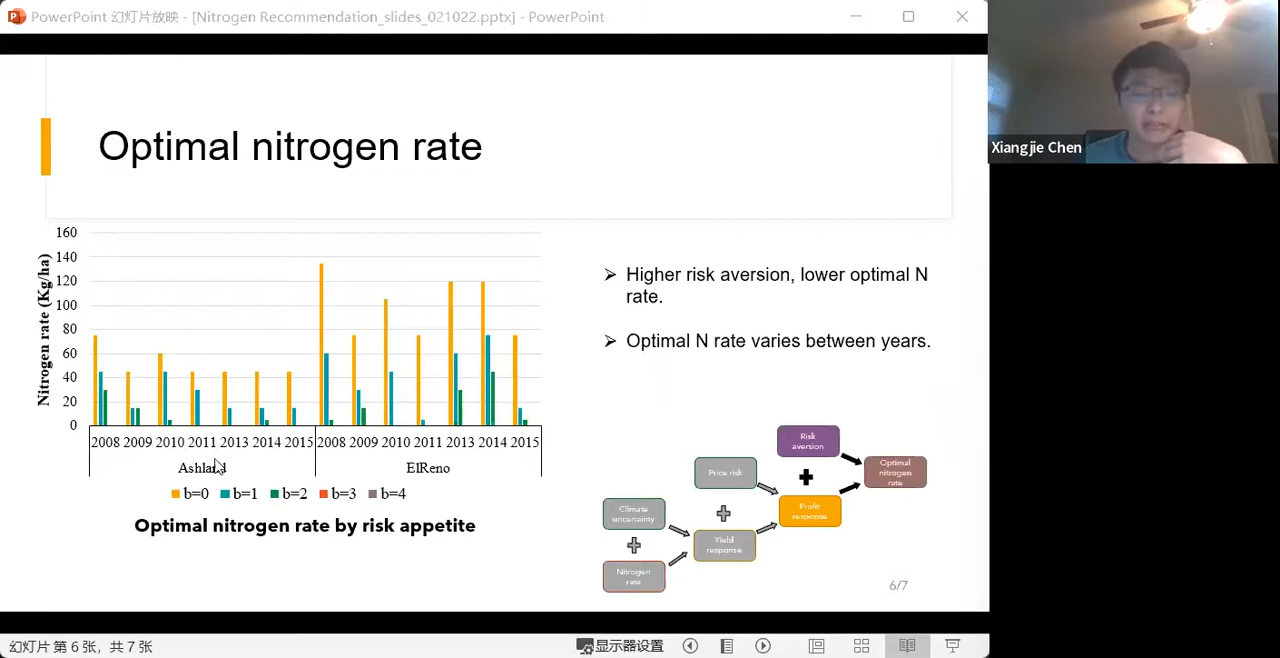 PowerPoint 幻灯片放映 - [Nitrogen Recommendation_slides_021022.pptx] - PowerPoint
Xiangjie Chen
Optimal nitrogen rate
Nitrogen rate (Kg/ha)
160
140
120
100
80
60
40
20
0
2008 2009 2010 2011 2013 2014 2015 2008 2009 2010 2011 2013 2014 2015
Ashland ElReno
b=0 b=1 b=2 b=3 b=4
Optimal nitrogen rate by risk appetite
➢ Higher risk aversion, lower optimal N
rate.
➢ Optimal N rate varies between years.
Risk
aversion
Price risk
Optimal
nitrogen
rate
Climate
uncertainty
Profit
response
Yield
response
Nitrogen
rate
6/7
幻灯片 第 6 张，共 7 张
显示器设置